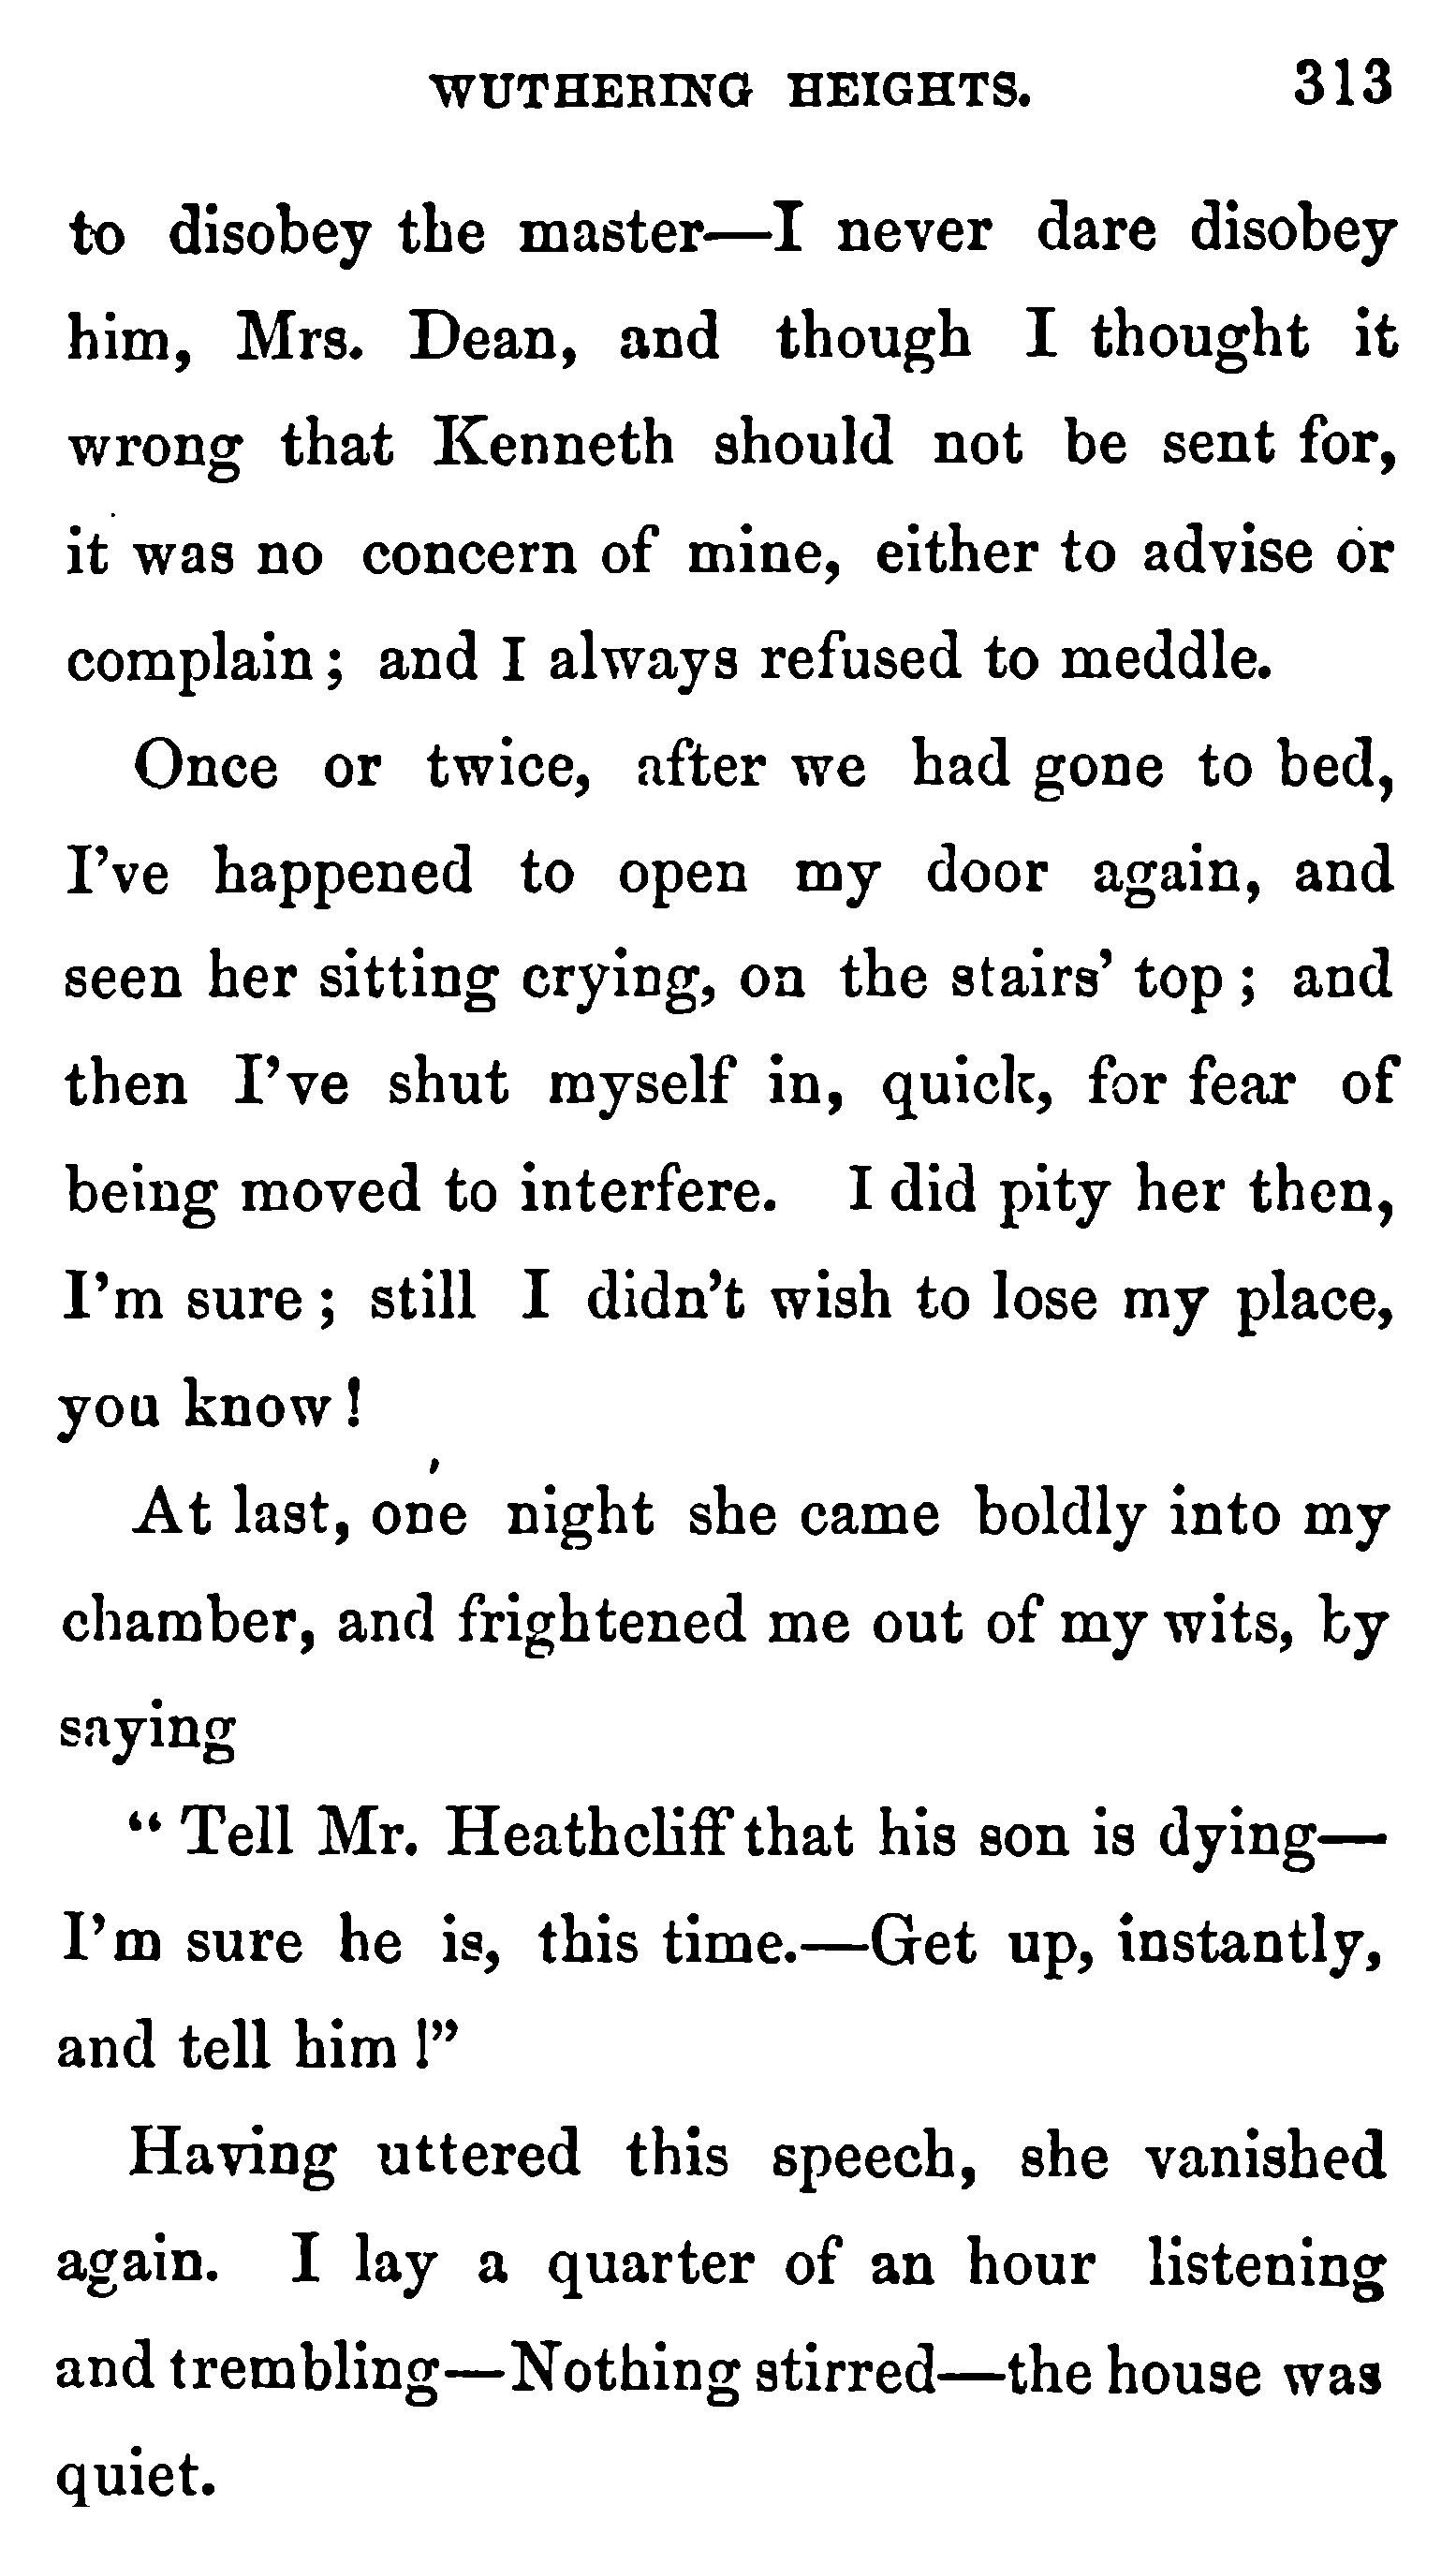 WUTHERING HEIGHTS. 313
to disobey the master—I never dare disobey
him, Mrs. Dean, and though I thought it
wrong that Kenneth should not be sent for,
it was no concern of mine, either to advise or
complain; and I always refused to meddle.
Once or twice, after we had gone to bed,
I've happened to open my door again, and
seen her sitting crying, on the stairs' top; and
then I've shut myself in, quick, for fear of
being moved to interfere. I did pity her then,
I'm sure; still I didn't wish to lose my place,
you know!
At last, one night she came boldly into my
chamber, and frightened me out of my wits, by
saying
"Tell Mr. Heathcliff that his son is dying—
I'm sure he is, this time.—Get up, instantly,
and tell him!"
Having uttered this speech, she vanished
again. I lay a quarter of an hour listening
and trembling—Nothing stirred—the house was
quiet.